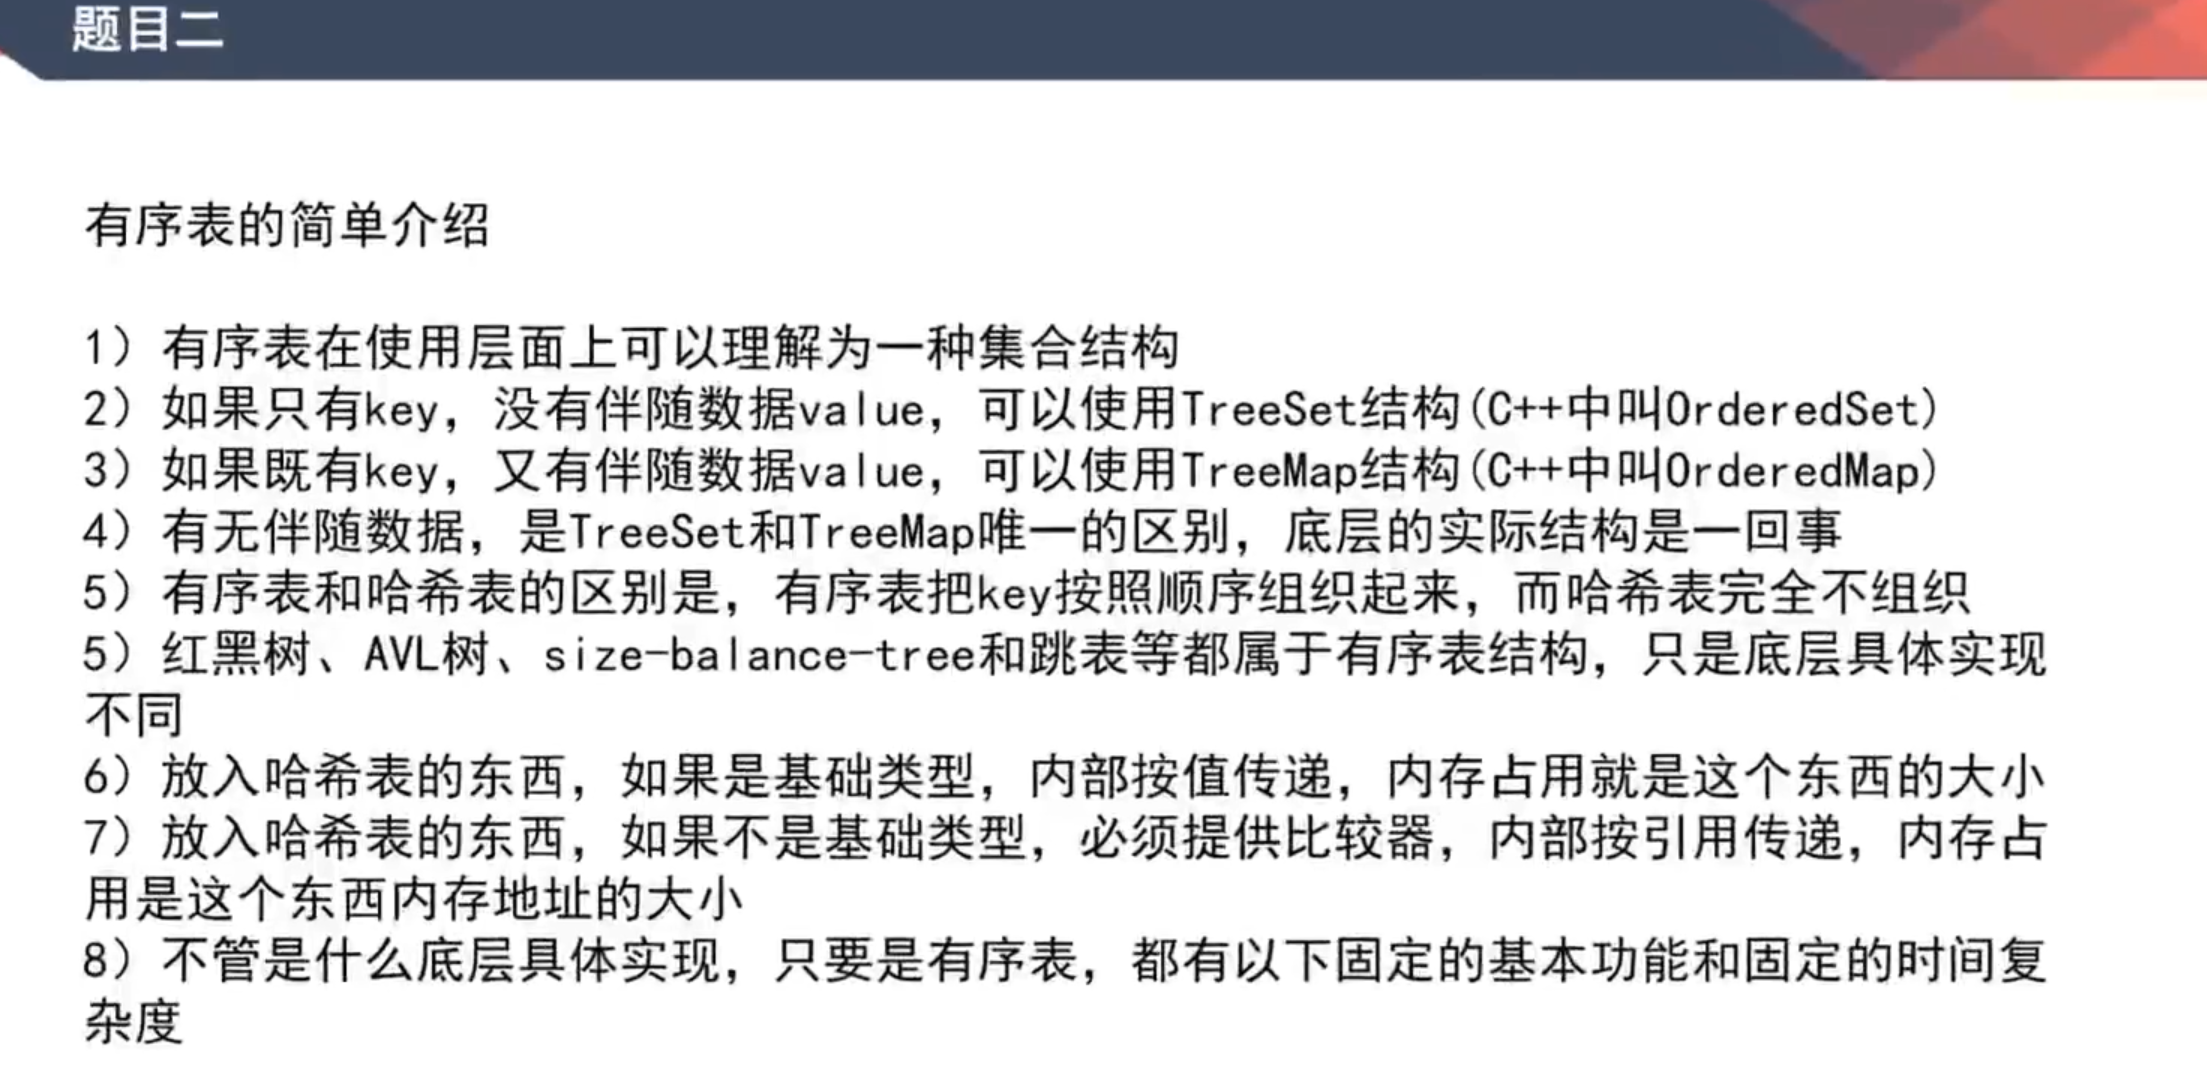 题目二
有序表的简单介绍
1）有序表在使用层面上可以理解为一种集合结构
2）如果只有key，没有伴随数据value，可以使用TreeSet结构(C++中叫OrderedSet)
3）如果既有key，又有伴随数据value，可以使用TreeMap结构(C++中叫OrderedMap)
4）有无伴随数据，是TreeSet和TreeMap唯一的区别，底层的实际结构是一回事
5）有序表和哈希表的区别是，有序表把key按照顺序组织起来，而哈希表完全不组织
5）红黑树、AVL树、size-balance-tree和跳表等都属于有序表结构，只是底层具体实现
不同
6）放入哈希表的东西，如果是基础类型，内部按值传递，内存占用就是这个东西的大小
7）放入哈希表的东西，如果不是基础类型，必须提供比较器，内部按引用传递，内存占
用是这个东西内存地址的大小
8）不管是什么底层具体实现，只要是有序表，都有以下固定的基本功能和固定的时间复
杂度